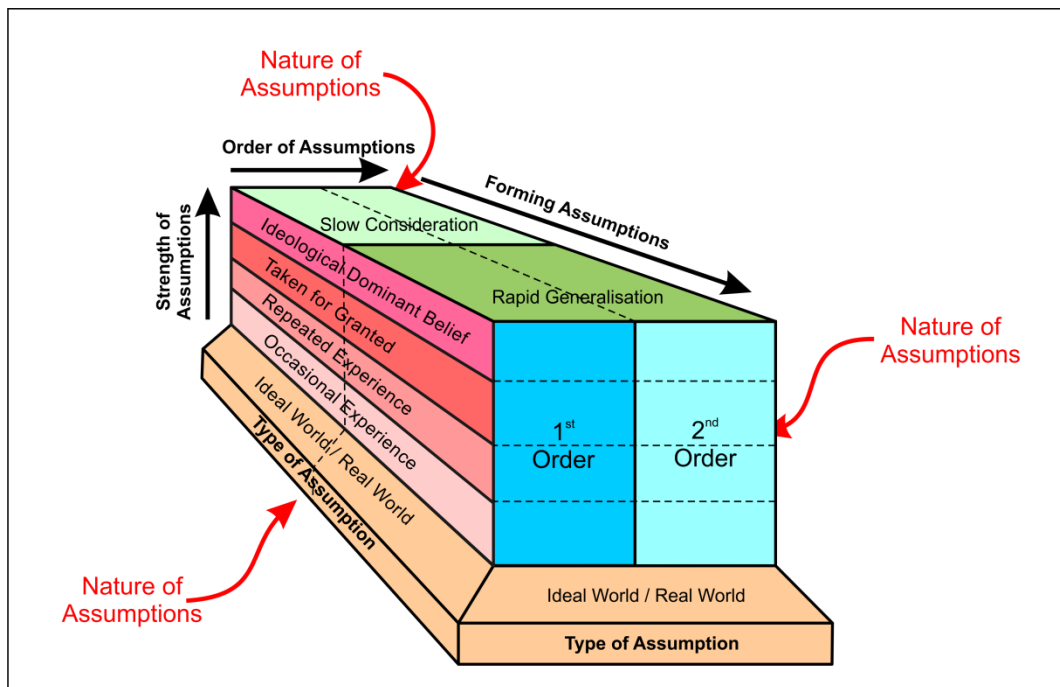 Nature of
Assumptions
Order of Assumptions
Forming Assumptions
Strength of
Assumptions
Slow Consideration
Rapid Generalisation
Ideological Dominant Belief
Taken for Granted
Repeated Experience
Occasional Experience
Ideal World / Real World
Type of Assumption
1st
Order
2nd
Order
Nature of
Assumptions
Nature of
Assumptions
Ideal World / Real World
Type of Assumption